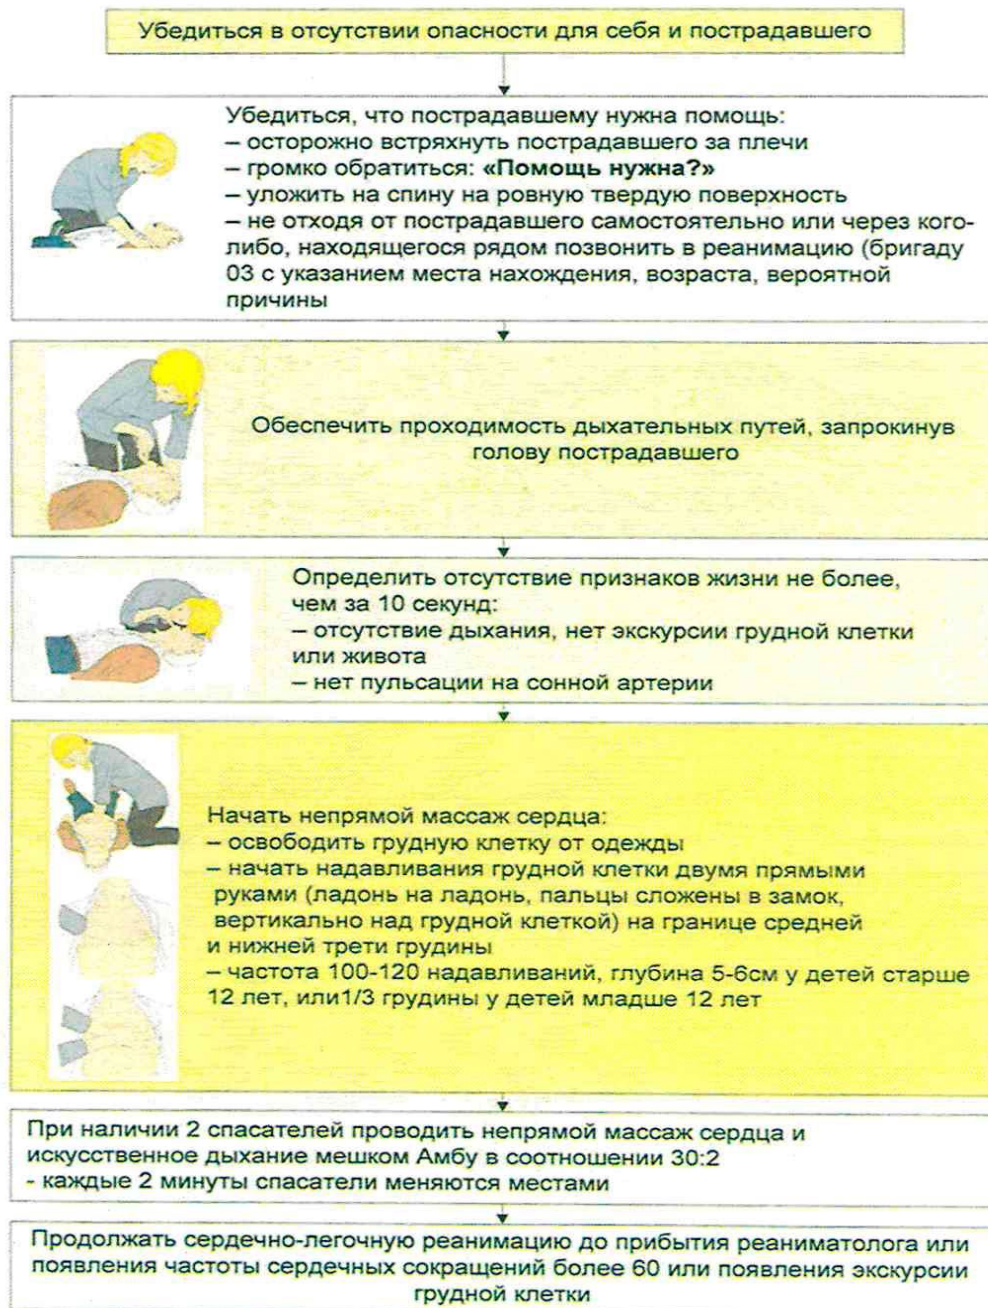 Убедиться в отсутствии опасности для себя и пострадавшего
Убедиться, что пострадавшему нужна помощь:
– осторожно встряхнуть пострадавшего за плечи
– громко обратиться: «Помощь нужна?»
– уложить на спину на ровную твердую поверхность
– не отходя от пострадавшего самостоятельно или через кого-
либо, находящегося рядом позвонить в реанимацию (бригаду
03 с указанием места нахождения, возраста, вероятной
причины
Обеспечить проходимость дыхательных путей, запрокинув
голову пострадавшего
Определить отсутствие признаков жизни не более,
чем за 10 секунд:
– отсутствие дыхания, нет экскурсии грудной клетки
или живота
– нет пульсации на сонной артерии
Начать непрямой массаж сердца:
– освободить грудную клетку от одежды
– начать надавливания грудной клетки двумя прямыми
руками (ладонь на ладонь, пальцы сложены в замок,
вертикально над грудной клеткой) на границе средней
и нижней трети грудины
– частота 100-120 надавливаний, глубина 5-6см у детей старше
12 лет, или1/3 грудины у детей младше 12 лет
При наличии 2 спасателей проводить непрямой массаж сердца и
искусственное дыхание мешком Амбу в соотношении 30:2
- каждые 2 минуты спасатели меняются местами
Продолжать сердечно-легочную реанимацию до прибытия реаниматолога или
появления частоты сердечных сокращений более 60 или появления экскурсии
грудной клетки